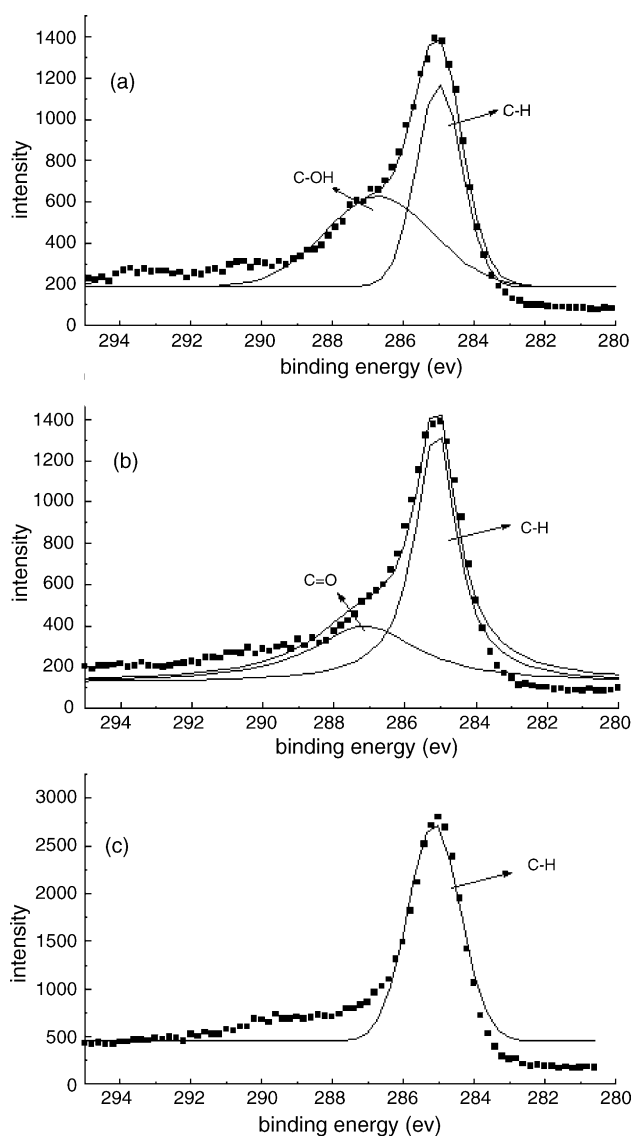 (a)
1400
1200
1000
800
600
400
200
0
intensity
C-H
C-OH
294 292 290 288 286 284 282 280
binding energy (ev)
(b)
1400
1200
1000
800
600
400
200
0
intensity
C-H
C=O
294 292 290 288 286 284 282 280
binding energy (ev)
(c)
3000
2500
2000
1500
1000
500
0
intensity
C-H
294 292 290 288 286 284 282 280
binding energy (ev)